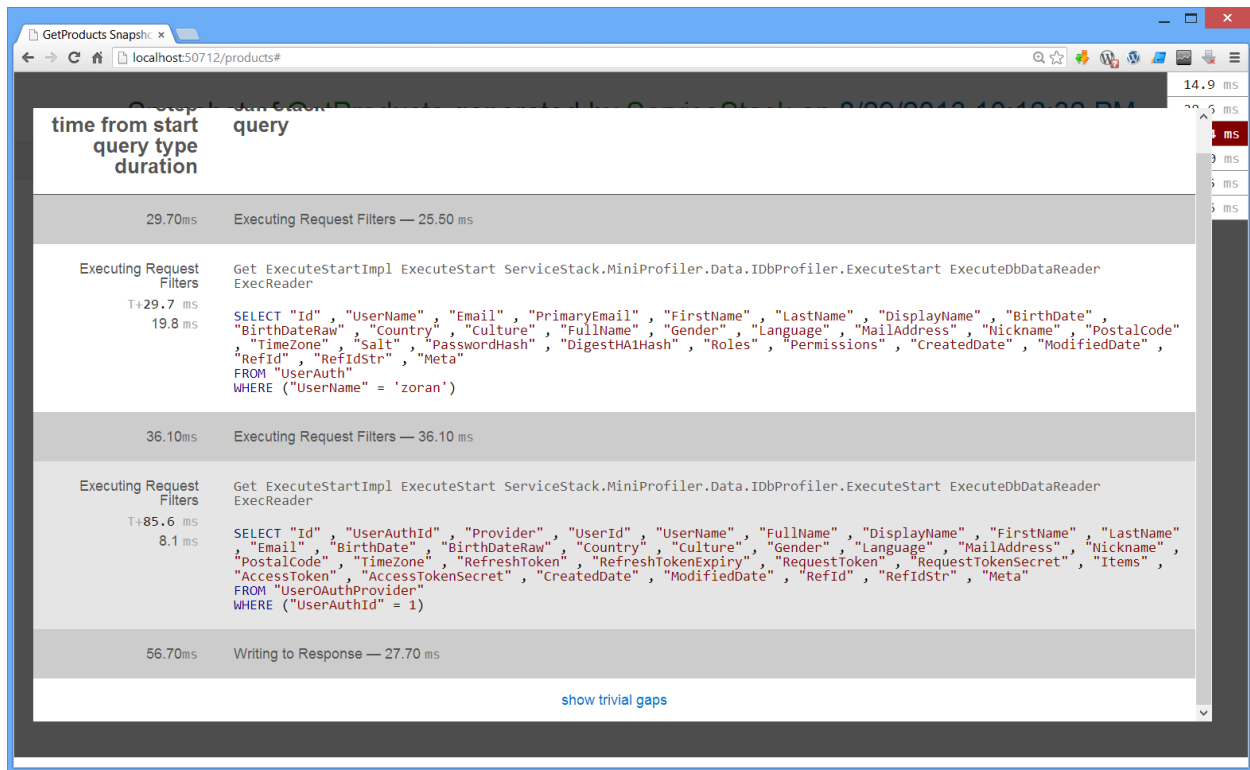 GetProducts Snapsh
localhost:50712/products#
14.9 ms
ms
ms
ms
ms
ms
time from start
query type
duration
query
29.70ms Executing Request Filters — 25.50 ms
Executing Request
Filters
T+29.7 ms
19.8 ms
Get ExecuteStartImpl ExecuteStart ServiceStack.MiniProfiler.Data.IDbProfiler.ExecuteStart ExecuteDbDataReader
ExecReader
SELECT "Id" , "UserName" , "Email" , "PrimaryEmail" , "FirstName" , "LastName" , "DisplayName" , "BirthDate" ,
"BirthDateRaw" , "Country" , "Culture" , "FullName" , "Gender" , "Language" , "MailAddress" , "Nickname" , "PostalCode"
, "TimeZone" , "Salt" , "PasswordHash" , "DigestHA1Hash" , "Roles" , "Permissions" , "CreatedDate" , "ModifiedDate" ,
"RefId" , "RefIdStr" , "Meta"
FROM "UserAuth"
WHERE ("UserName" = 'zoran')
36.10ms Executing Request Filters — 36.10 ms
Executing Request
Filters
T+85.6 ms
8.1 ms
Get ExecuteStartImpl ExecuteStart ServiceStack.MiniProfiler.Data.IDbProfiler.ExecuteStart ExecuteDbDataReader
ExecReader
SELECT "Id" , "UserAuthId" , "Provider" , "UserId" , "UserName" , "FullName" , "DisplayName" , "FirstName" , "LastName"
, "Email" , "BirthDate" , "BirthDateRaw" , "Country" , "Culture" , "Gender" , "Language" , "MailAddress" , "Nickname" ,
"PostalCode" , "TimeZone" , "RefreshToken" , "RefreshTokenExpiry" , "RequestToken" , "RequestTokenSecret" , "Items" ,
"AccessToken" , "AccessTokenSecret" , "CreatedDate" , "ModifiedDate" , "RefId" , "RefIdStr" , "Meta"
FROM "UserOAuthProvider"
WHERE ("UserAuthId" = 1)
56.70ms Writing to Response — 27.70 ms
show trivial gaps